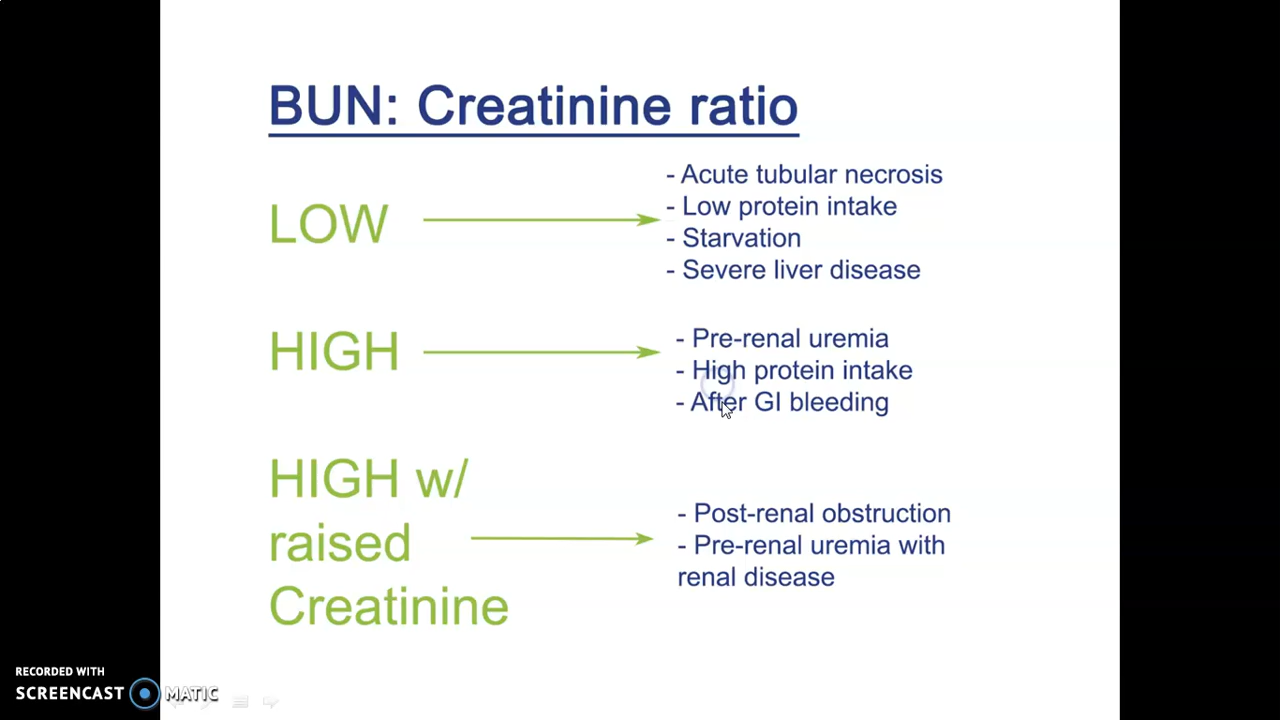 BUN: Creatinine ratio
LOW
- Acute tubular necrosis
- Low protein intake
- Starvation
- Severe liver disease
HIGH
- Pre-renal uremia
- High protein intake
- After GI bleeding
HIGH w/
raised
Creatinine
- Post-renal obstruction
- Pre-renal uremia with
renal disease
RECORDED WITH
SCREENCAST MATIC